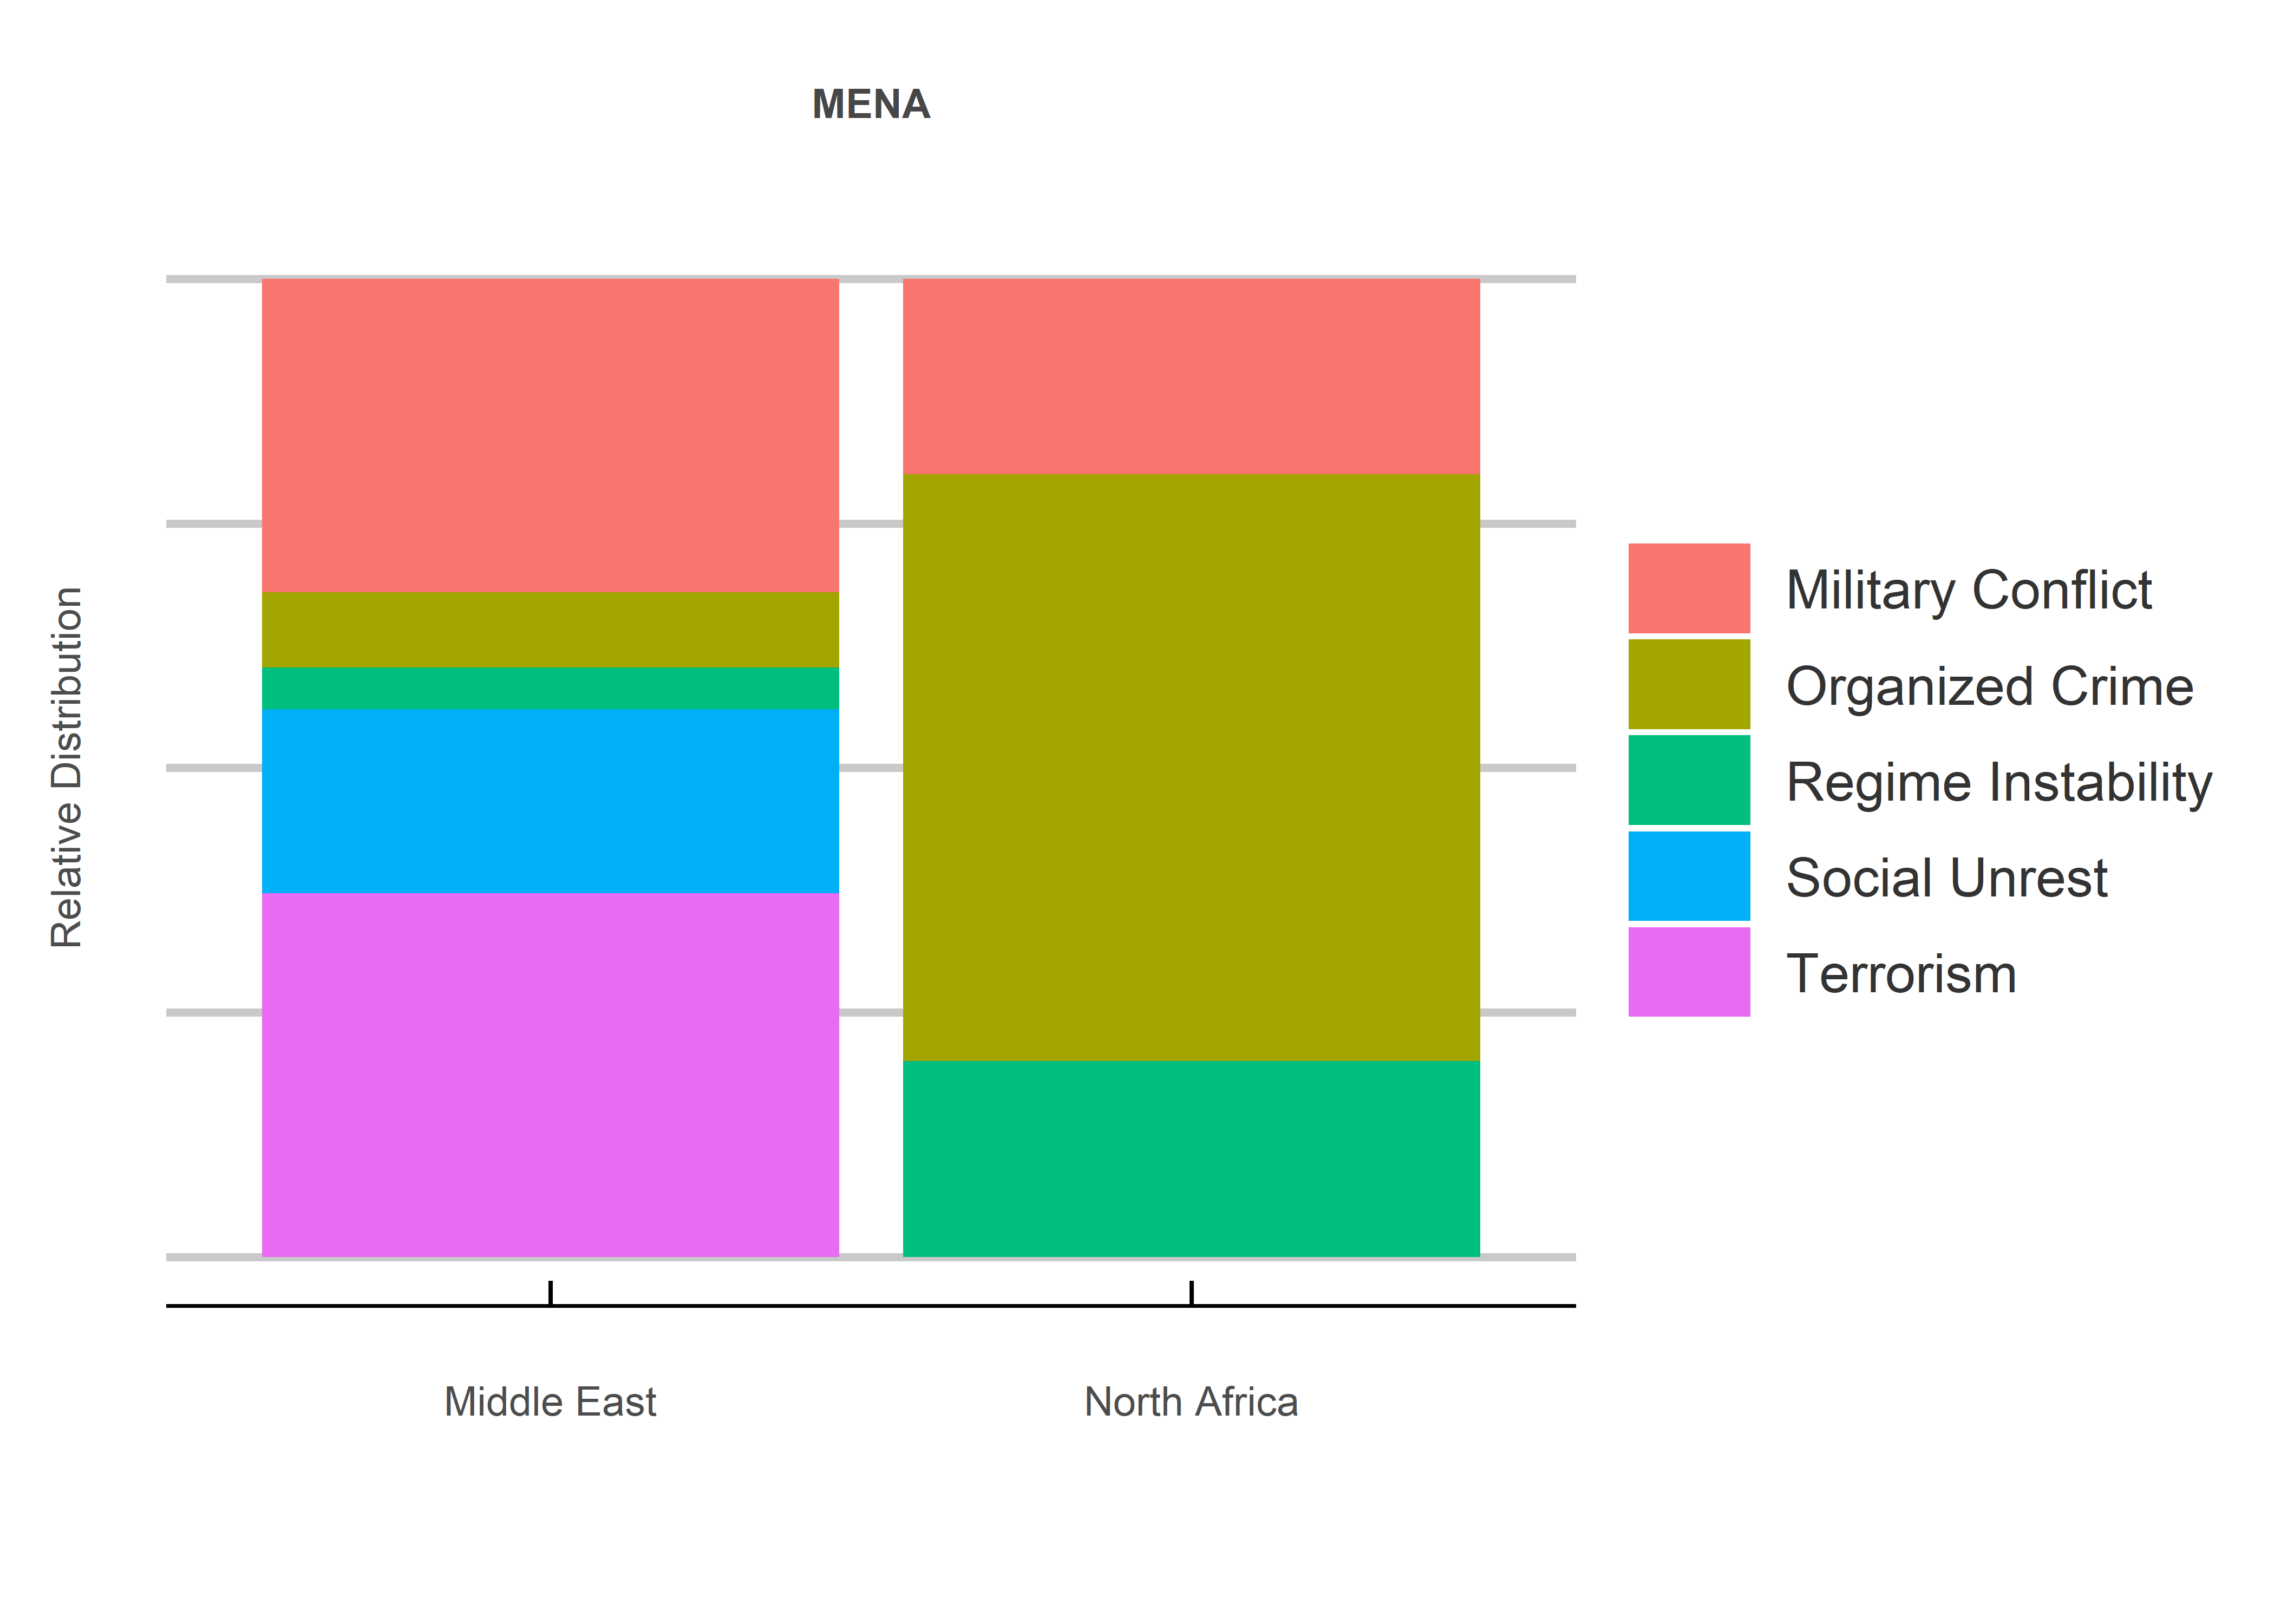 MENA
Relative Distribution
Military Conflict
Organized Crime
Regime Instability
Social Unrest
Terrorism
Middle East
North Africa